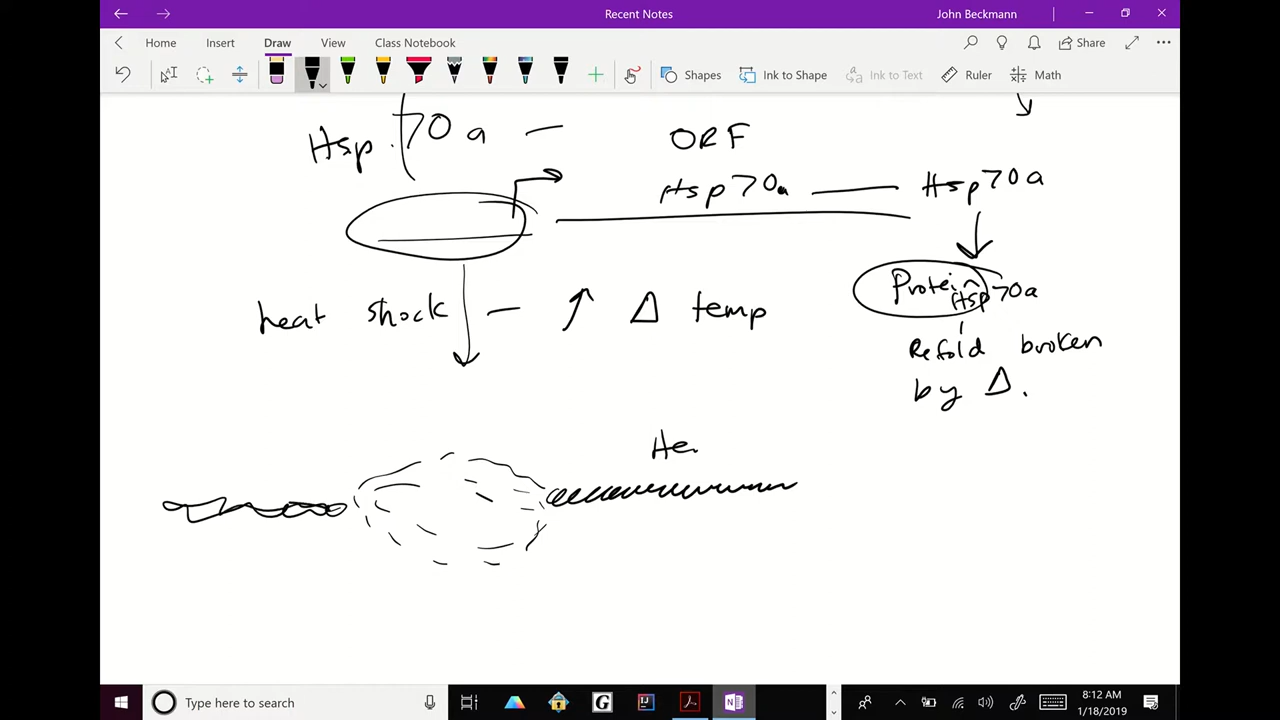 Recent Notes
John Beckmann
Home Insert Draw View Class Notebook
Share
Shapes
Ink to Shape
Ink to Text
Ruler
Math
Hsp 70a — ORF
Hsp70a — Hsp70a
Protein
Hsp70a
heat shock — ↑ Δ temp
Refold broken
by Δ.
He
Type here to search
8:12 AM
1/18/2019